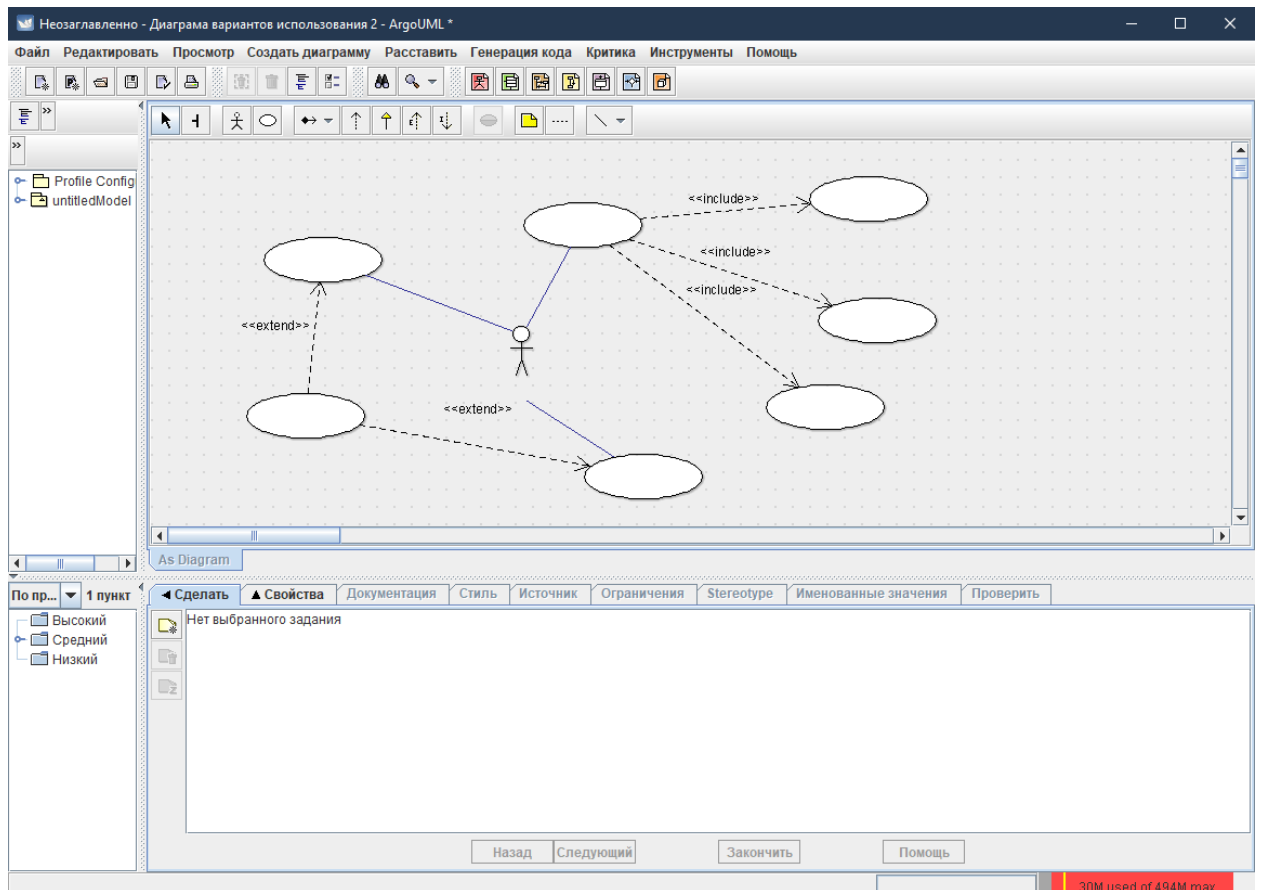 Неозаглавленно - Диаграма вариантов использования 2 - ArgoUML *
Файл Редактировать Просмотр Создать диаграмму Расставить Генерация кода Критика Инструменты Помощь
Profile Config
untitledModel
<<include>>
<<include>>
<<include>>
<<extend>>
<<extend>>
As Diagram
По пр... 1 пункт
Высокий
Средний
Низкий
Сделать Свойства Документация Стиль Источник Ограничения Stereotype Именованные значения Проверить
Нет выбранного задания
Назад Следующий Закончить Помощь
30M used of 494M max